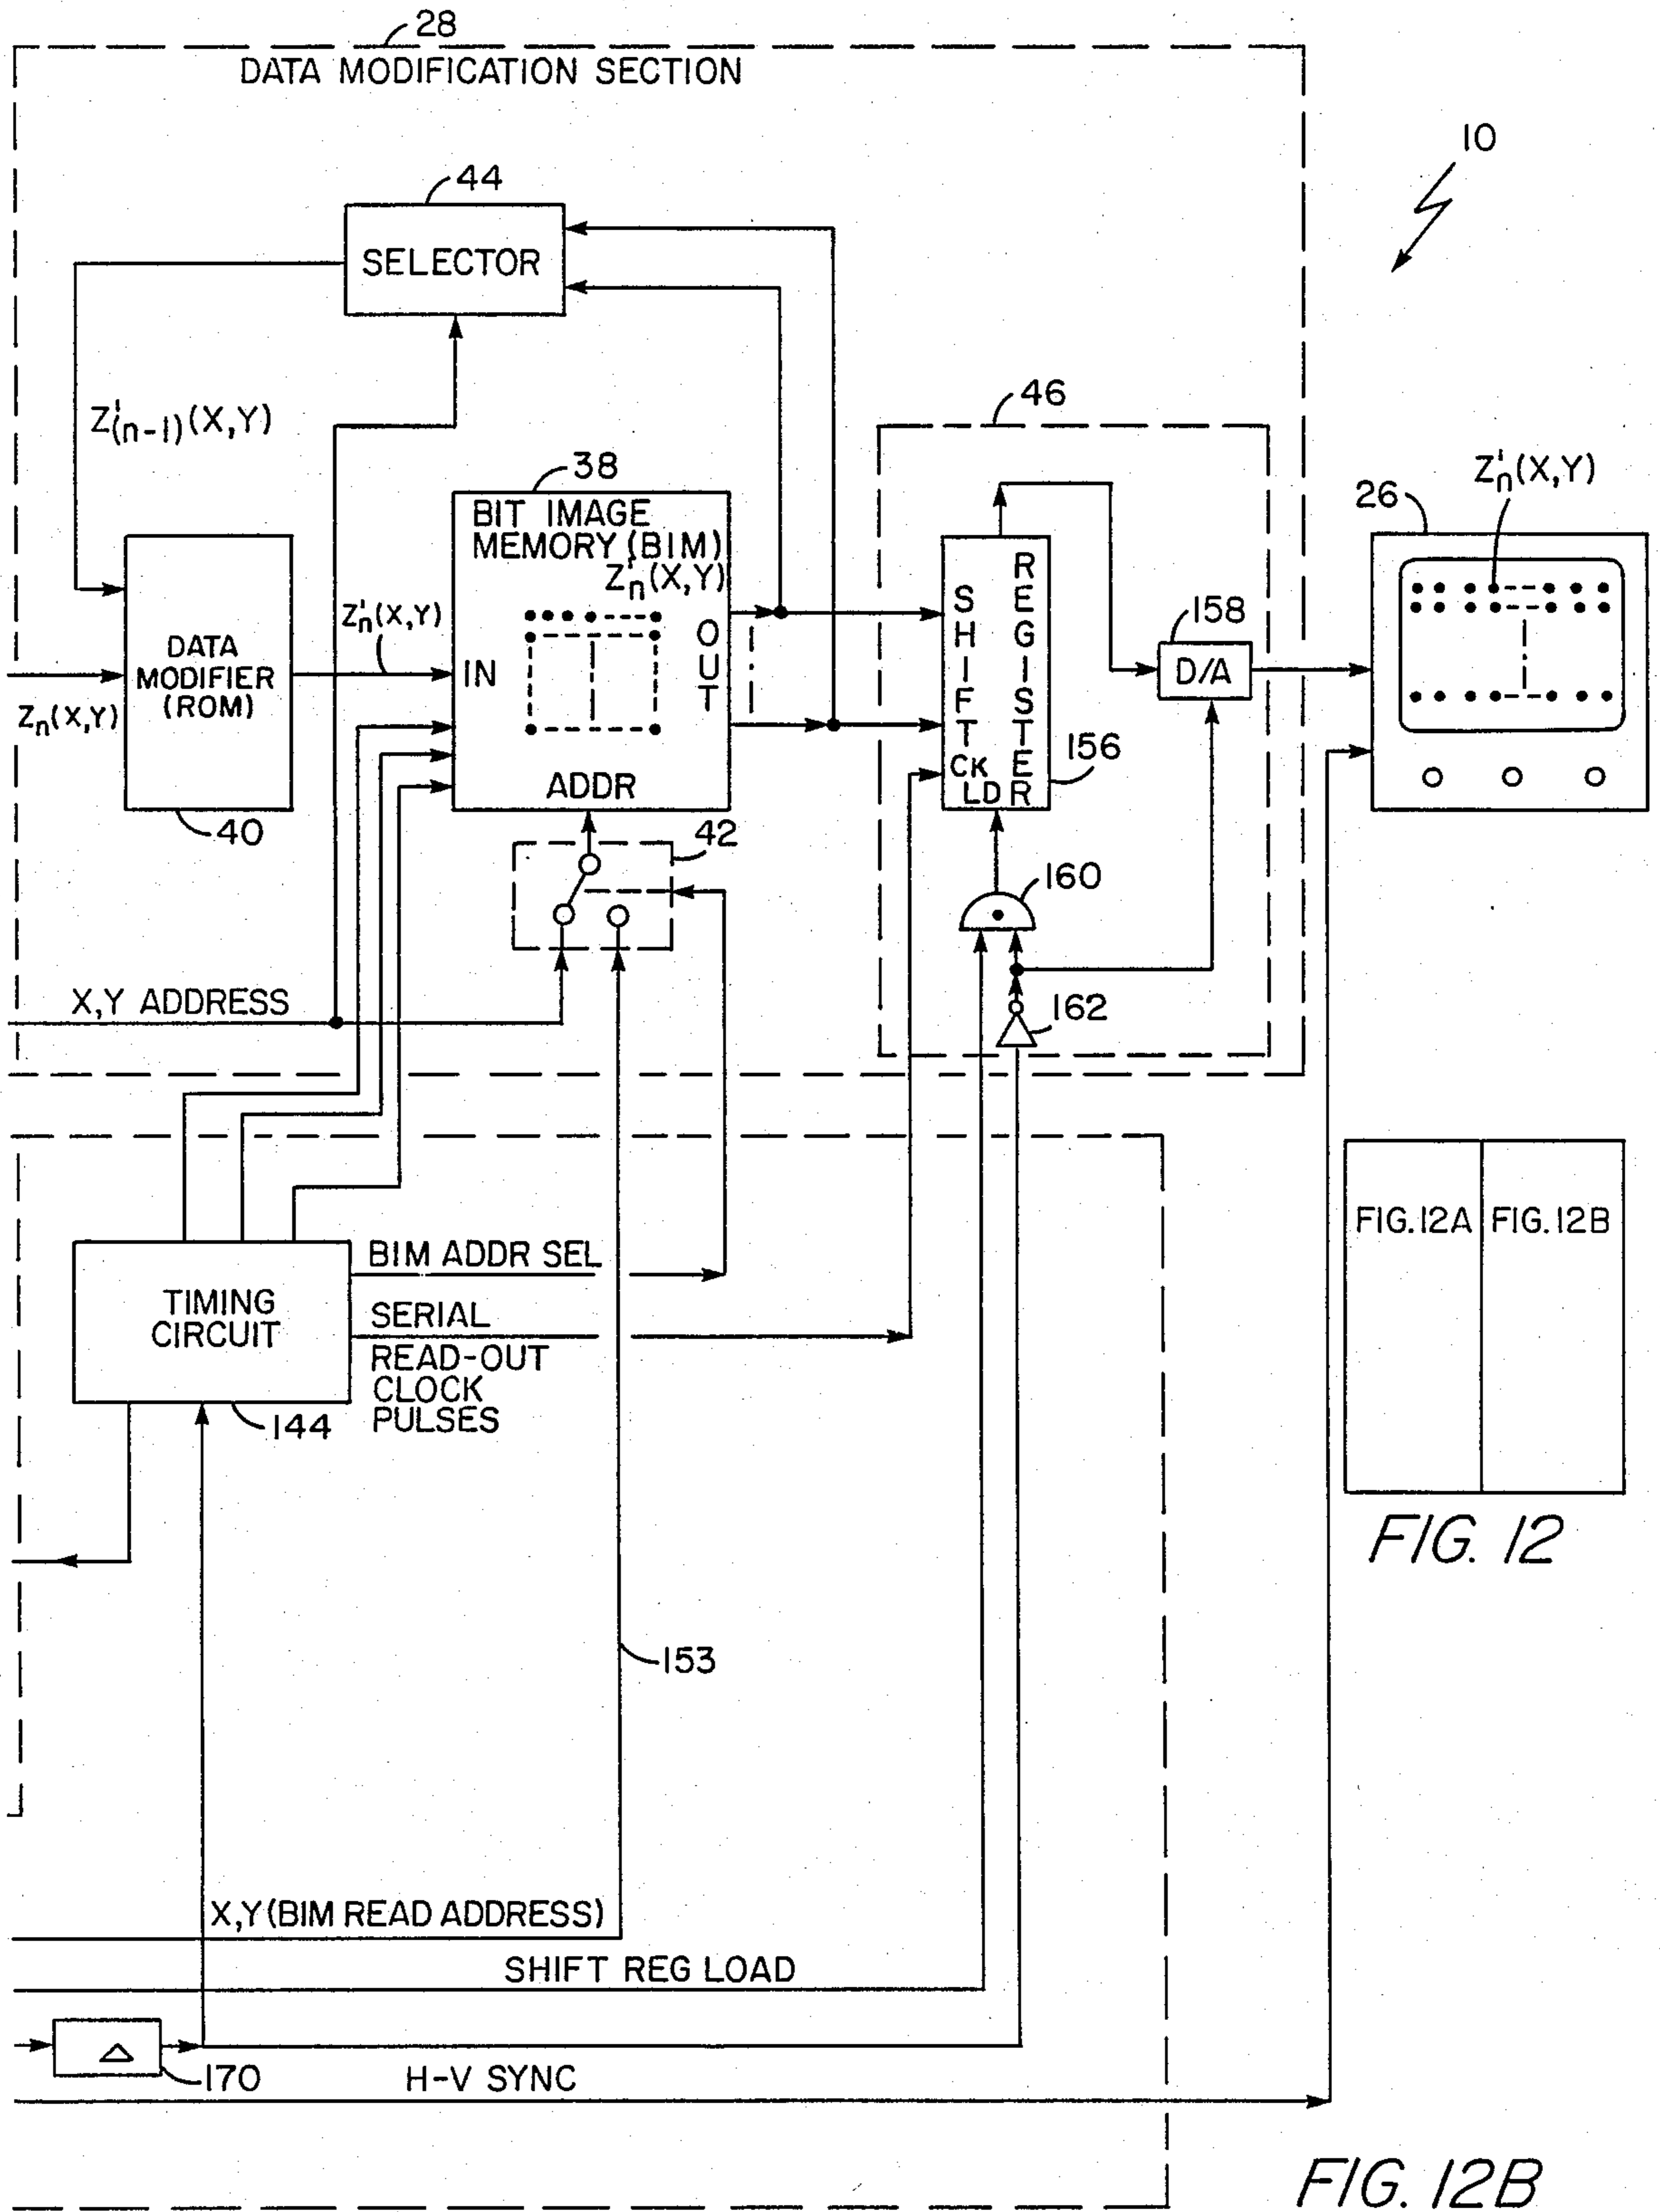 28
DATA MODIFICATION SECTION
10
44
SELECTOR
Z'(n-1)(X,Y)
46
38
BIT IMAGE
MEMORY (BIM)
Z'n(X,Y)
26
Z'n(X,Y)
DATA
MODIFIER
(ROM)
Z'n(X,Y)
IN
OUT
SHIFT
REGISTER
158
D/A
Zn(X,Y)
CK
LD
156
ADDR
40
42
160
X,Y ADDRESS
162
FIG.12A
FIG.12B
BIM ADDR SEL
TIMING
CIRCUIT
SERIAL
READ-OUT
CLOCK
PULSES
144
FIG. 12
153
X,Y(BIM READ ADDRESS)
SHIFT REG LOAD
Δ
170
H-V SYNC
FIG. 12B